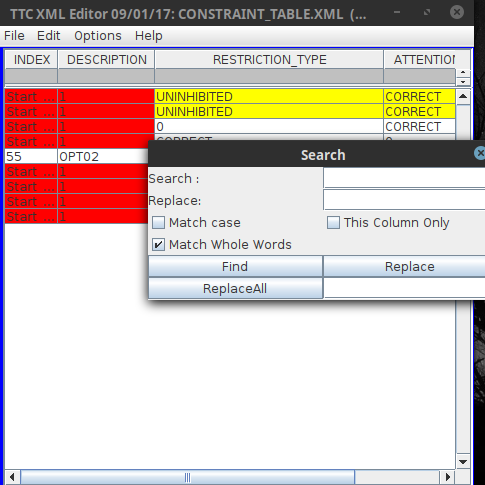 TTC XML Editor 09/01/17: CONSTRAINT_TABLE.XML (...
File Edit Options Help
INDEX DESCRIPTION RESTRICTION_TYPE ATTENTION
Start ... 1 UNINHIBITED CORRECT
Start ... 1 UNINHIBITED CORRECT
Start ... 1 0 CORRECT
Start ... 1 CORRECT 0
55 OPT02
Start ... 1
Start ... 1
Start ... 1
Start ... 1
Search
Search :
Replace:
Match case This Column Only
Match Whole Words
Find Replace
ReplaceAll